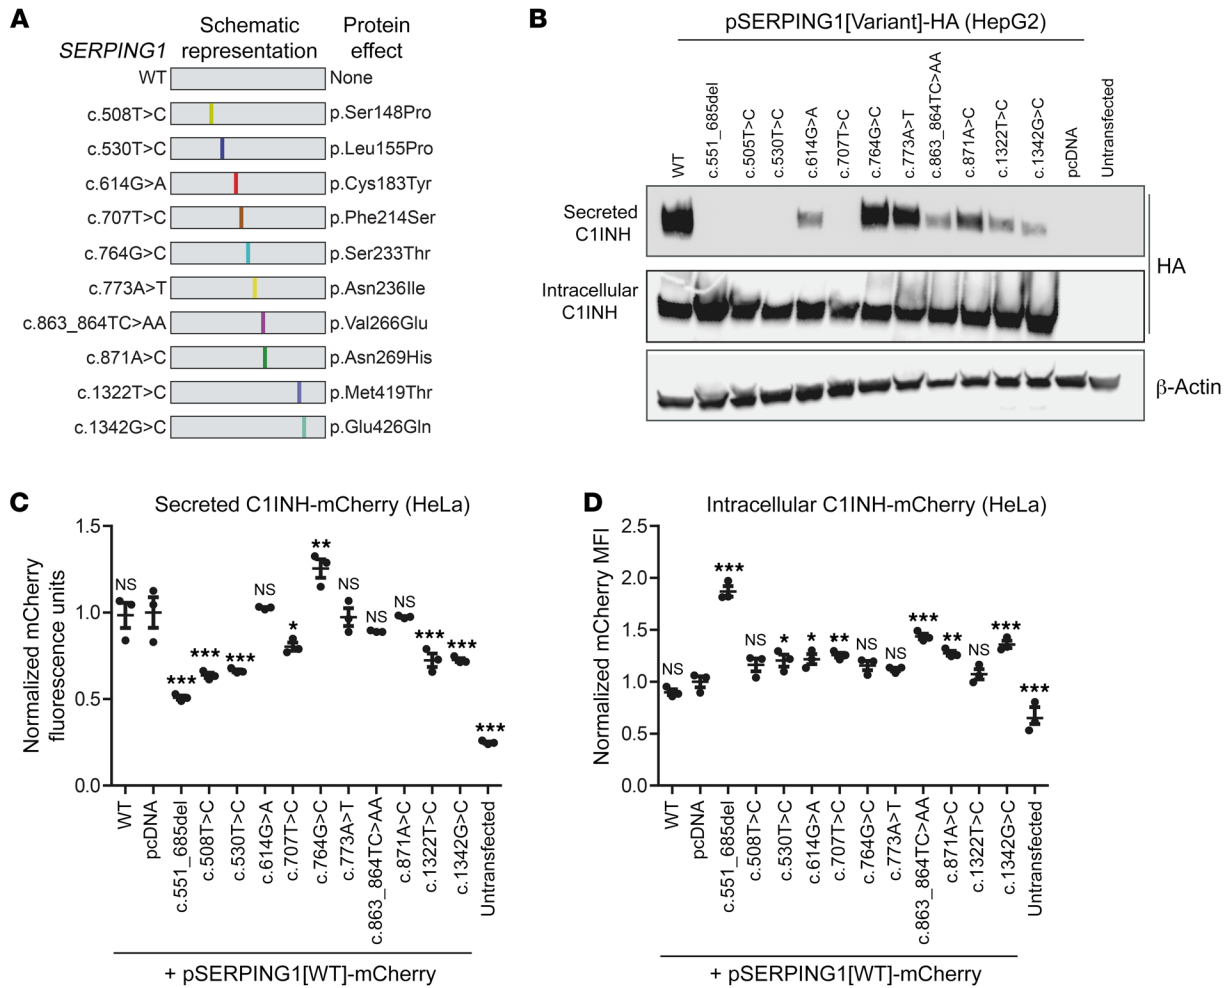 A
SERPING1
Schematic
representation
Protein
effect
WT None
c.508T>C p.Ser148Pro
c.530T>C p.Leu155Pro
c.614G>A p.Cys183Tyr
c.707T>C p.Phe214Ser
c.764G>C p.Ser233Thr
c.773A>T p.Asn236Ile
c.863_864TC>AA p.Val266Glu
c.871A>C p.Asn269His
c.1322T>C p.Met419Thr
c.1342G>C p.Glu426Gln
B
pSERPING1[Variant]-HA (HepG2)
WT
c.551_685del
c.505T>C
c.530T>C
c.614G>A
c.707T>C
c.764G>C
c.773A>T
c.863_864TC>AA
c.871A>C
c.1322T>C
c.1342G>C
pcDNA
Untransfected
Secreted
C1INH
Intracellular
C1INH
HA
β-Actin
C
Secreted C1INH-mCherry (HeLa)
Normalized mCherry
fluorescence units
1.5
1.0
0.5
0.0
NS
***
***
***
NS
*
**
NS
NS
NS
***
***
***
WT
pcDNA
c.551_685del
c.508T>C
c.530T>C
c.614G>A
c.707T>C
c.764G>C
c.773A>T
c.863_864TC>AA
c.871A>C
c.1322T>C
c.1342G>C
Untransfected
+ pSERPING1[WT]-mCherry
D
Intracellular C1INH-mCherry (HeLa)
Normalized mCherry MFI
2.5
2.0
1.5
1.0
0.5
0.0
NS
***
NS
*
*
**
NS
NS
***
**
NS
***
***
WT
pcDNA
c.551_685del
c.508T>C
c.530T>C
c.614G>A
c.707T>C
c.764G>C
c.773A>T
c.863_864TC>AA
c.871A>C
c.1322T>C
c.1342G>C
Untransfected
+ pSERPING1[WT]-mCherry